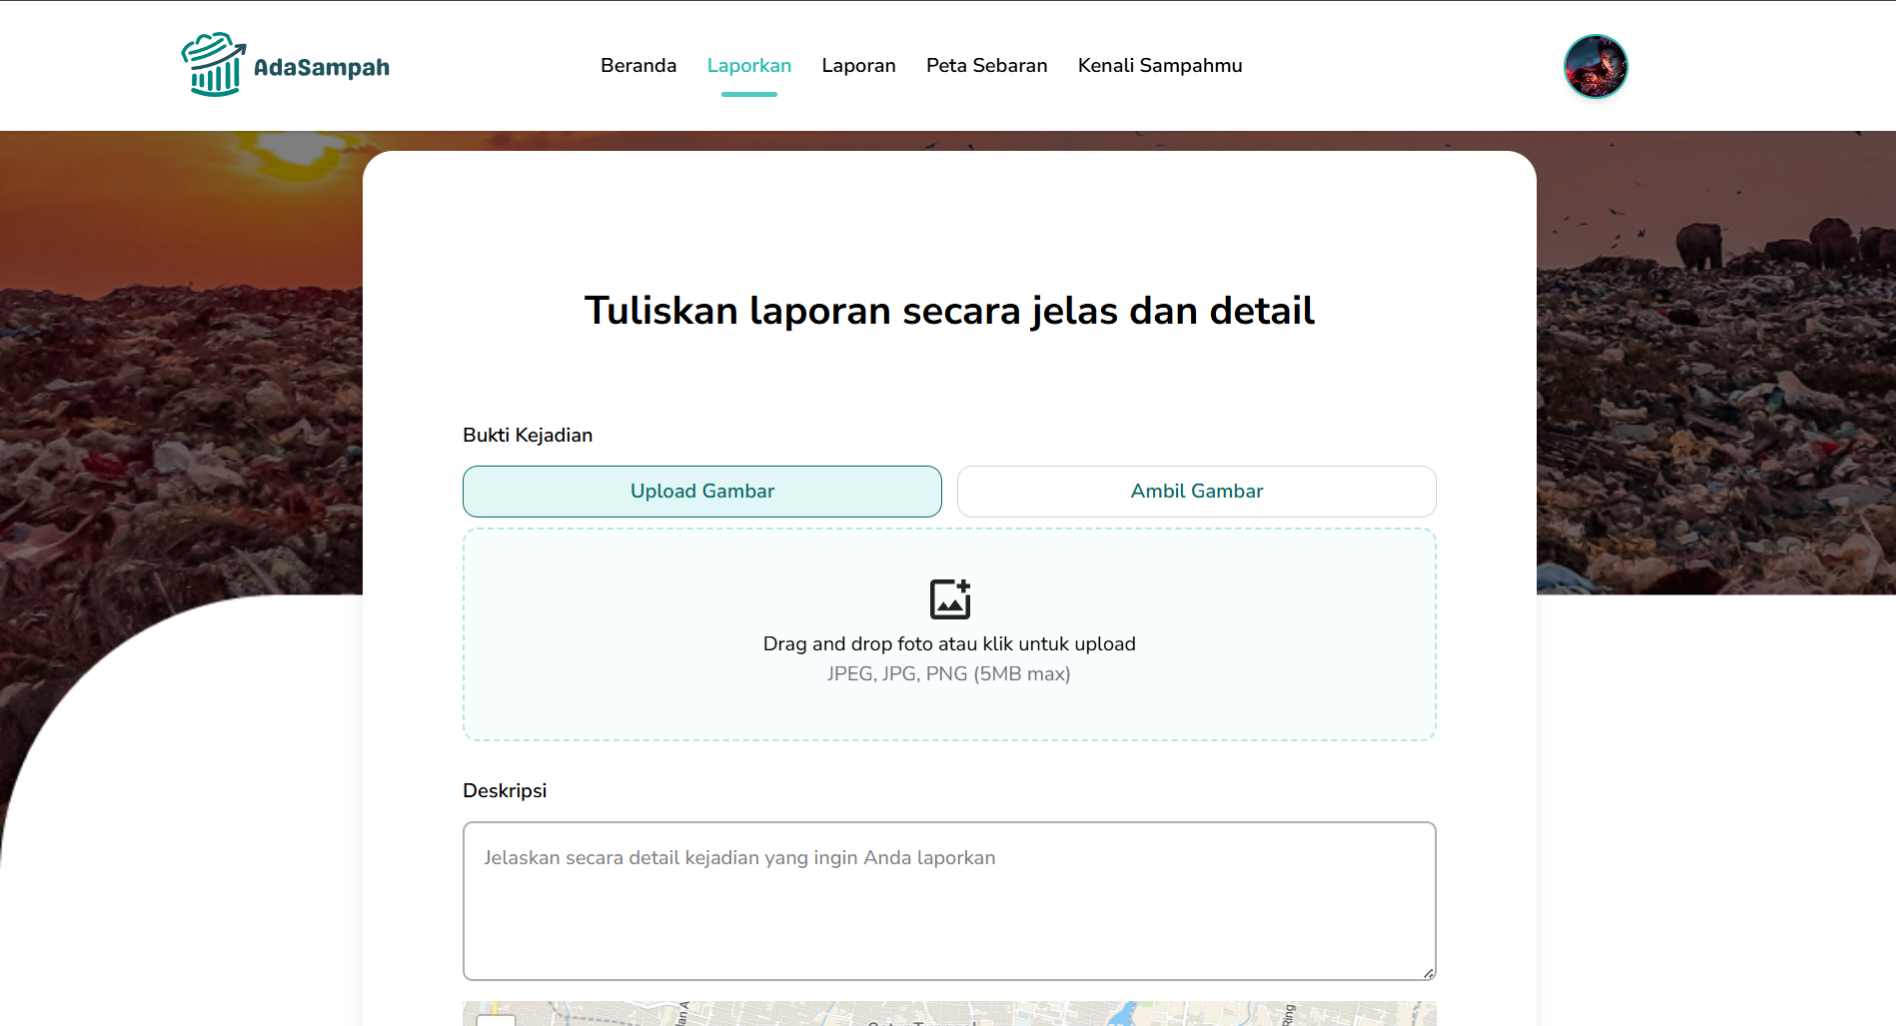 AdaSampah
Beranda
Laporkan
Laporan
Peta Sebaran
Kenali Sampahmu
Tuliskan laporan secara jelas dan detail
Bukti Kejadian
Upload Gambar
Ambil Gambar
Drag and drop foto atau klik untuk upload
JPEG, JPG, PNG (5MB max)
Deskripsi
Jelaskan secara detail kejadian yang ingin Anda laporkan
Ring